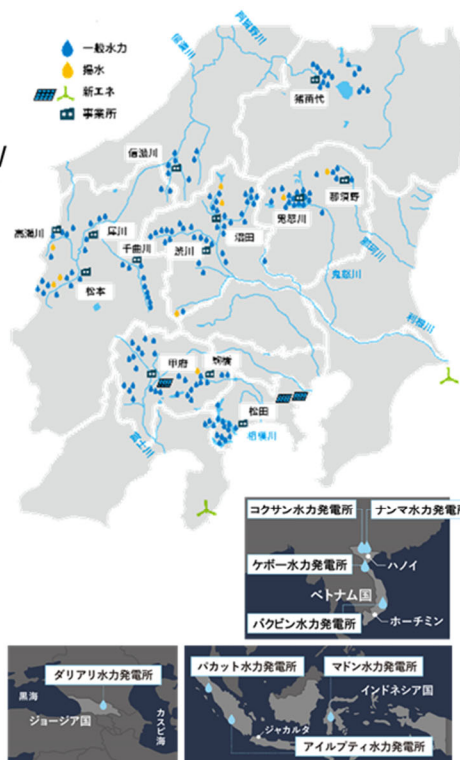 一般水力
揚水
新エネ
事業所
阿賀野川
信濃川
猪苗代
信濃川
那須野
鬼怒川
高瀬川
犀川
千曲川
渋川
沼田
那珂川
鬼怒川
松本
利根川
甲府
駒橋
松田
富士川
相模川
コクサン水力発電所
ナンマ水力発電所
ケボー水力発電所
ハノイ
ベトナム国
バクビン水力発電所
ホーチミン
ダリアリ水力発電所
黒海
ジョージア国
カスピ海
パカット水力発電所
マドン水力発電所
インドネシア国
ジャカルタ
アイルプティ水力発電所